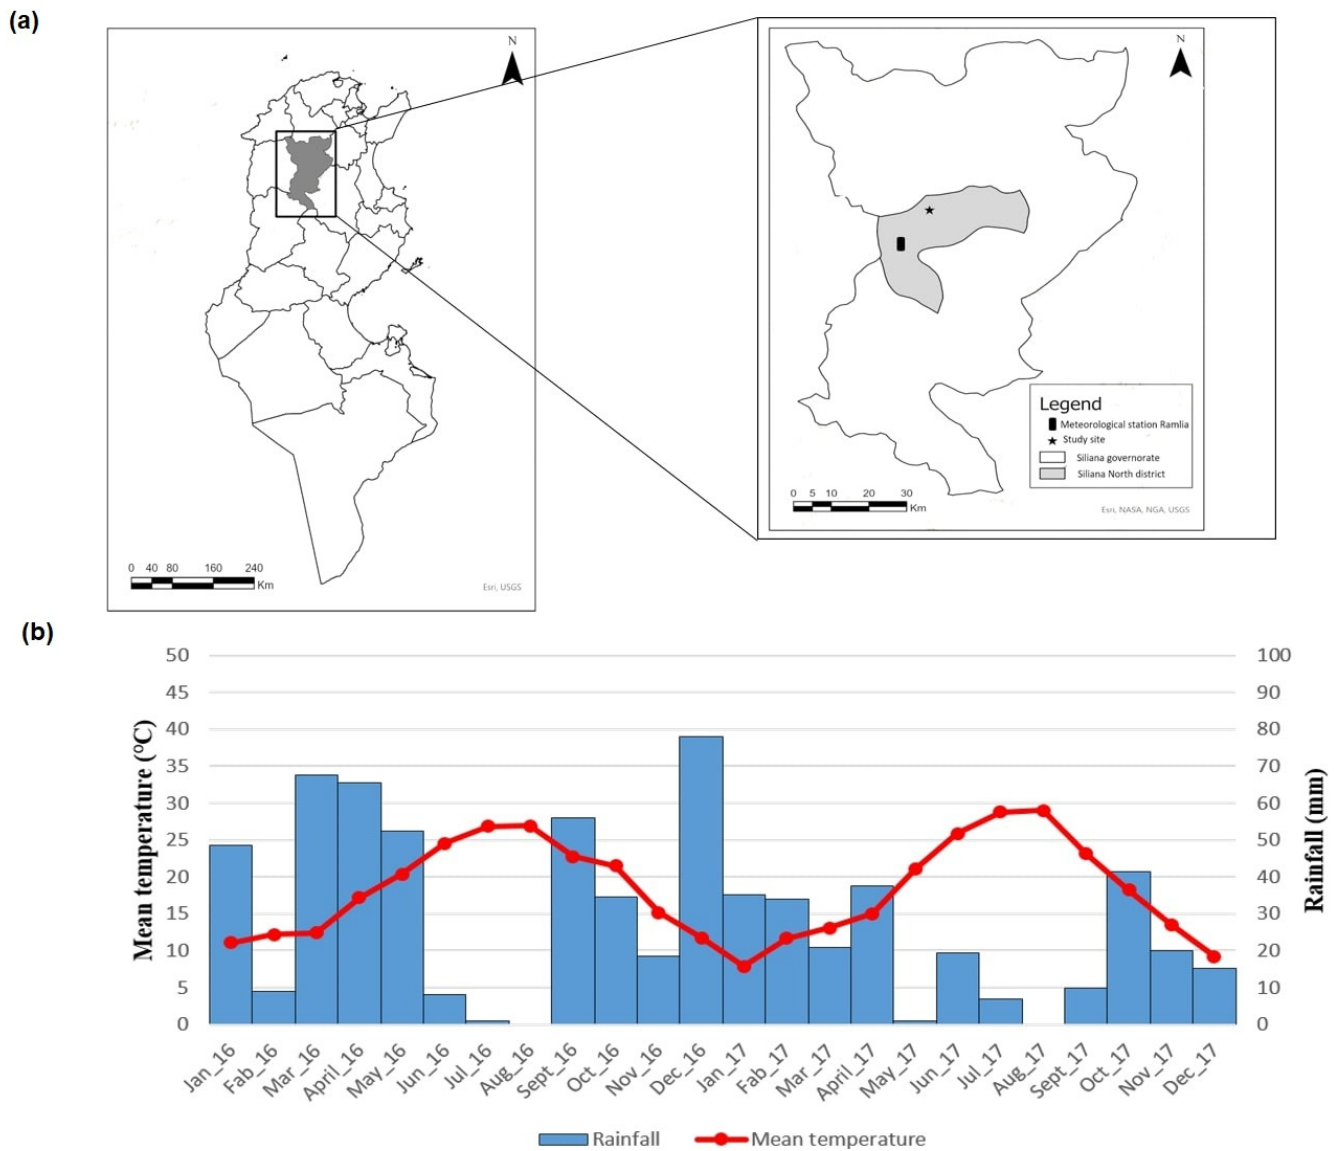 (a)
N
0 40 80 160 240
Km
Esri, USGS
N
Legend
Meteorological station Ramlia
Study site
Siliana governorate
Siliana North district
0 5 10 20 30
Km
Esri, NASA, NGA, USGS
(b)
Mean temperature (°C)
50
45
40
35
30
25
20
15
10
5
0
100
90
80
70
60
50
40
30
20
10
0
Rainfall (mm)
Jan_16
Fab_16
Mar_16
April_16
May_16
Jun_16
Jul_16
Aug_16
Sept_16
Oct_16
Nov_16
Dec_16
Jan_17
Fab_17
Mar_17
April_17
May_17
Jun_17
Jul_17
Aug_17
Sept_17
Oct_17
Nov_17
Dec_17
Rainfall
Mean temperature